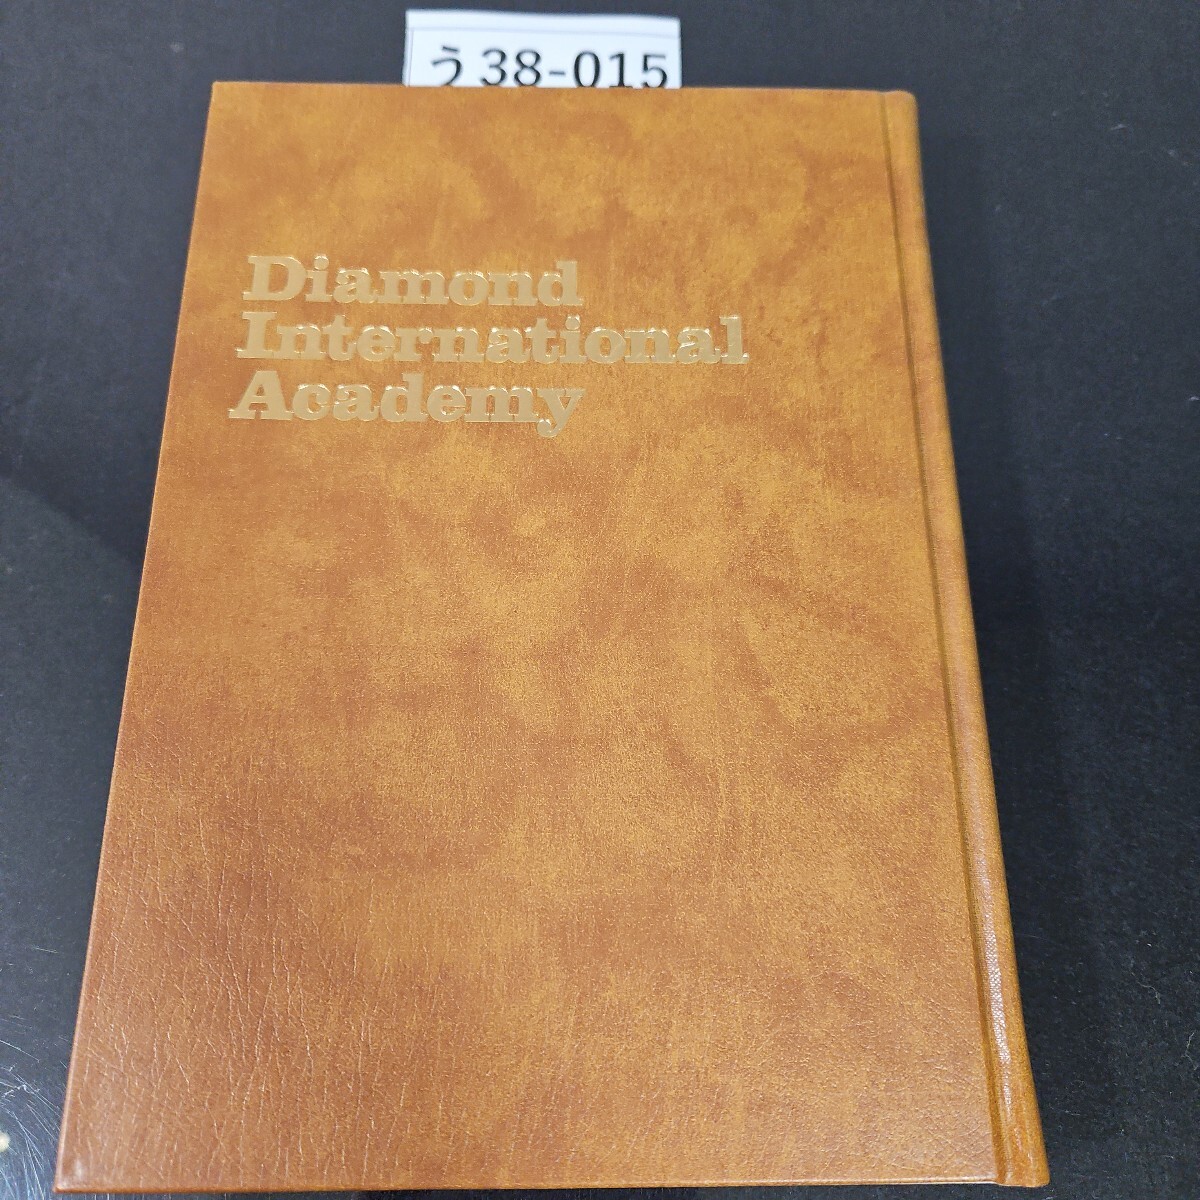 う38-015
Diamond
International
Academy